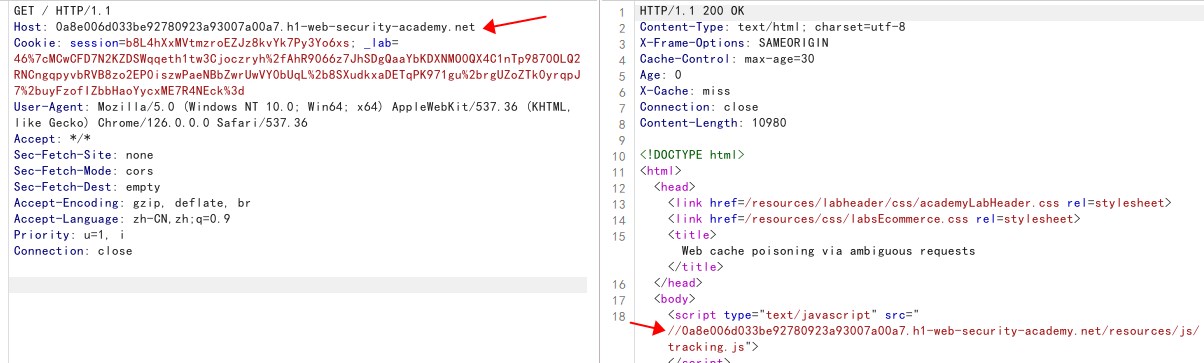 GET / HTTP/1.1
Host: 0a8e006d033be92780923a93007a00a7.h1-web-security-academy.net
Cookie: session=b8L4hXxMVtmzroEZJz8kvYk7Py3Yo6xs; _lab=
46%7cMCwCFD7N2KZDSWqqeth1tw3Cjoczryh%2fAhR9066z7JhSDgQaaYbKDXNMO0QX4C1nTp987OOLQ2
RNCngqpyvbRVB8zo2EP0iszwPaeNBbZwrUwVY0bUqL%2b8SXudkxaDETqPK971gu%2brgUZoZTk0yrqpJ
7%2buyFzofIZbbHaoYycxME7R4NEck%3d
User-Agent: Mozilla/5.0 (Windows NT 10.0; Win64; x64) AppleWebKit/537.36 (KHTML,
like Gecko) Chrome/126.0.0.0 Safari/537.36
Accept: */*
Sec-Fetch-Site: none
Sec-Fetch-Mode: cors
Sec-Fetch-Dest: empty
Accept-Encoding: gzip, deflate, br
Accept-Language: zh-CN,zh;q=0.9
Priority: u=1, i
Connection: close
1 HTTP/1.1 200 OK
2 Content-Type: text/html; charset=utf-8
3 X-Frame-Options: SAMEORIGIN
4 Cache-Control: max-age=30
5 Age: 0
6 X-Cache: miss
7 Connection: close
8 Content-Length: 10980
9
10 <!DOCTYPE html>
11 <html>
12 <head>
13 <link href=/resources/labheader/css/academyLabHeader.css rel=stylesheet>
14 <link href=/resources/css/labsEcommerce.css rel=stylesheet>
15 <title>
Web cache poisoning via ambiguous requests
</title>
16 </head>
17 <body>
18 <script type="text/javascript" src="
//0a8e006d033be92780923a93007a00a7.h1-web-security-academy.net/resources/js/
tracking.js">
</script>